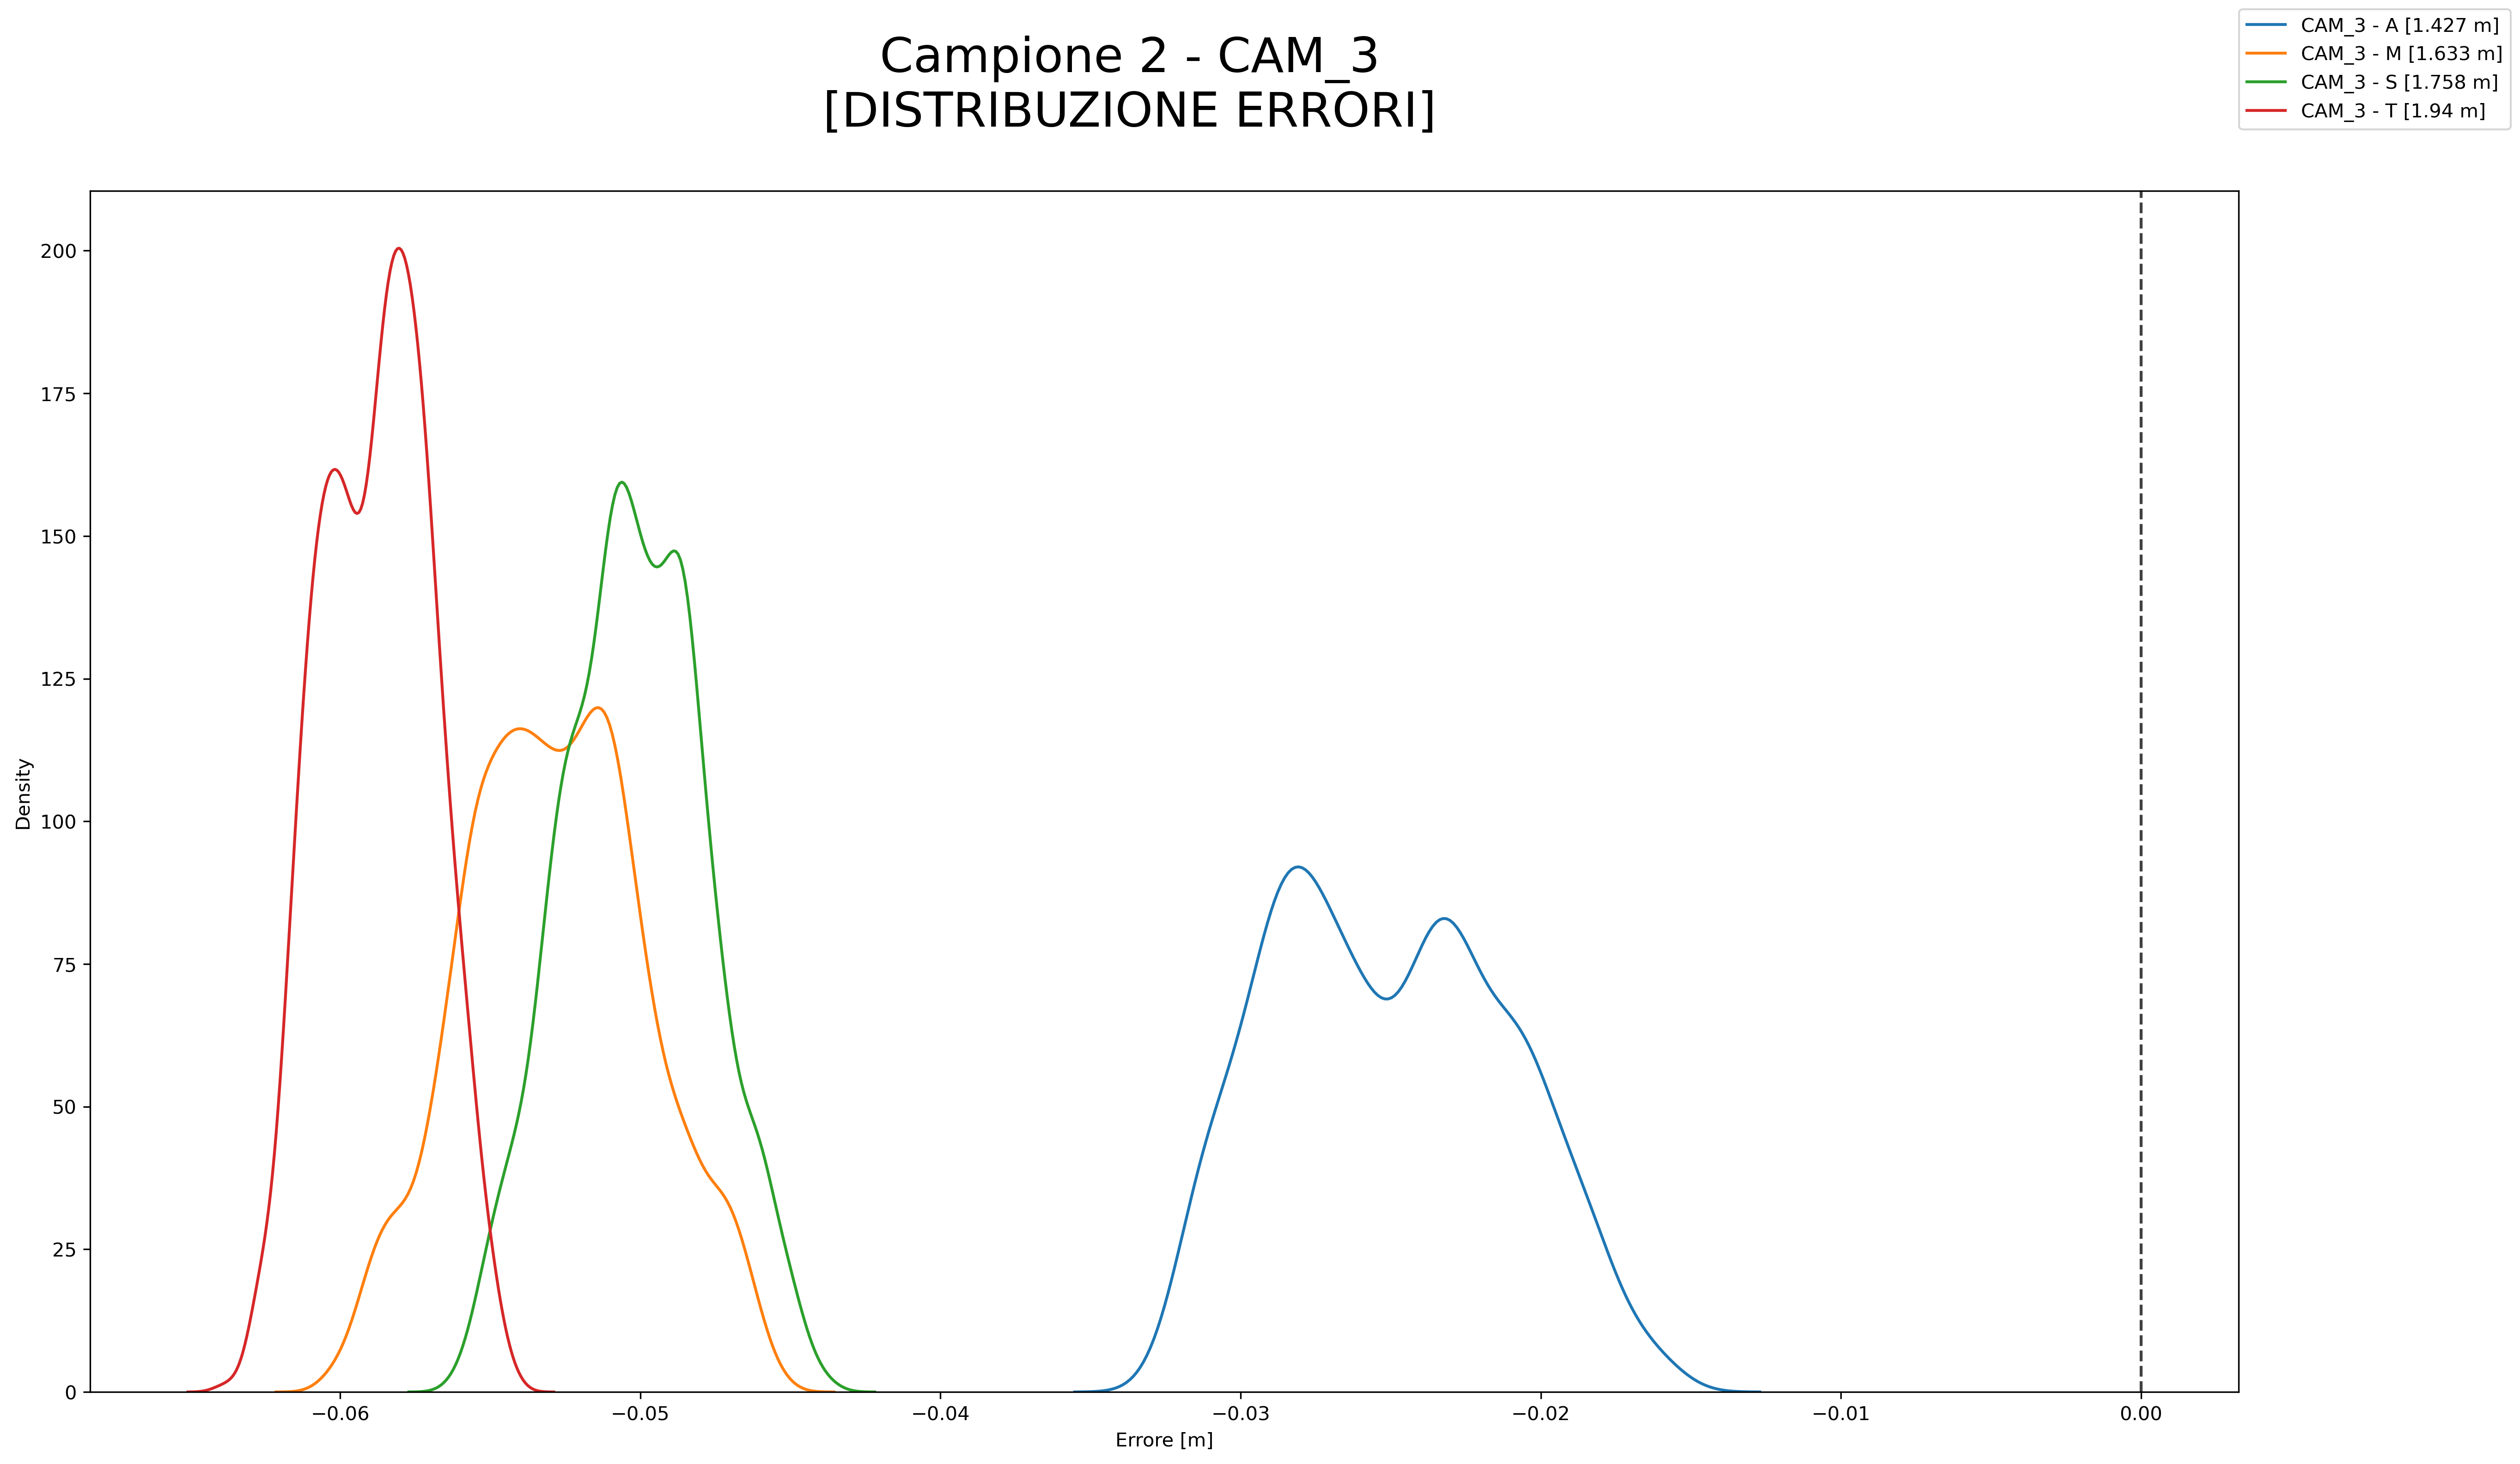 Campione 2 - CAM_3
[DISTRIBUZIONE ERRORI]
CAM_3 - A [1.427 m]
CAM_3 - M [1.633 m]
CAM_3 - S [1.758 m]
CAM_3 - T [1.94 m]
Density
200
175
150
125
100
75
50
25
0
−0.06
−0.05
−0.04
−0.03
−0.02
−0.01
0.00
Errore [m]